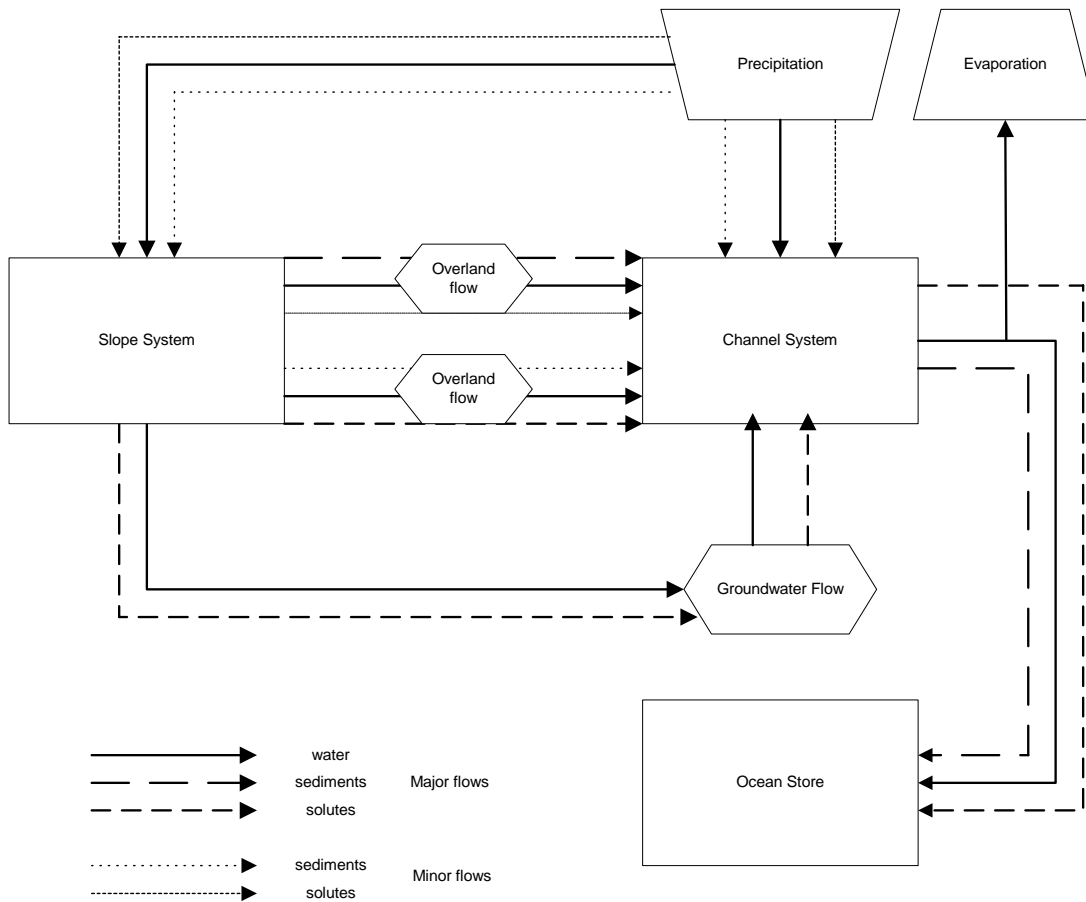 Precipitation
Evaporation
Overland
flow
Slope System
Channel System
Overland
flow
Groundwater Flow
water
sediments
Major flows
solutes
Ocean Store
sediments
Minor flows
solutes